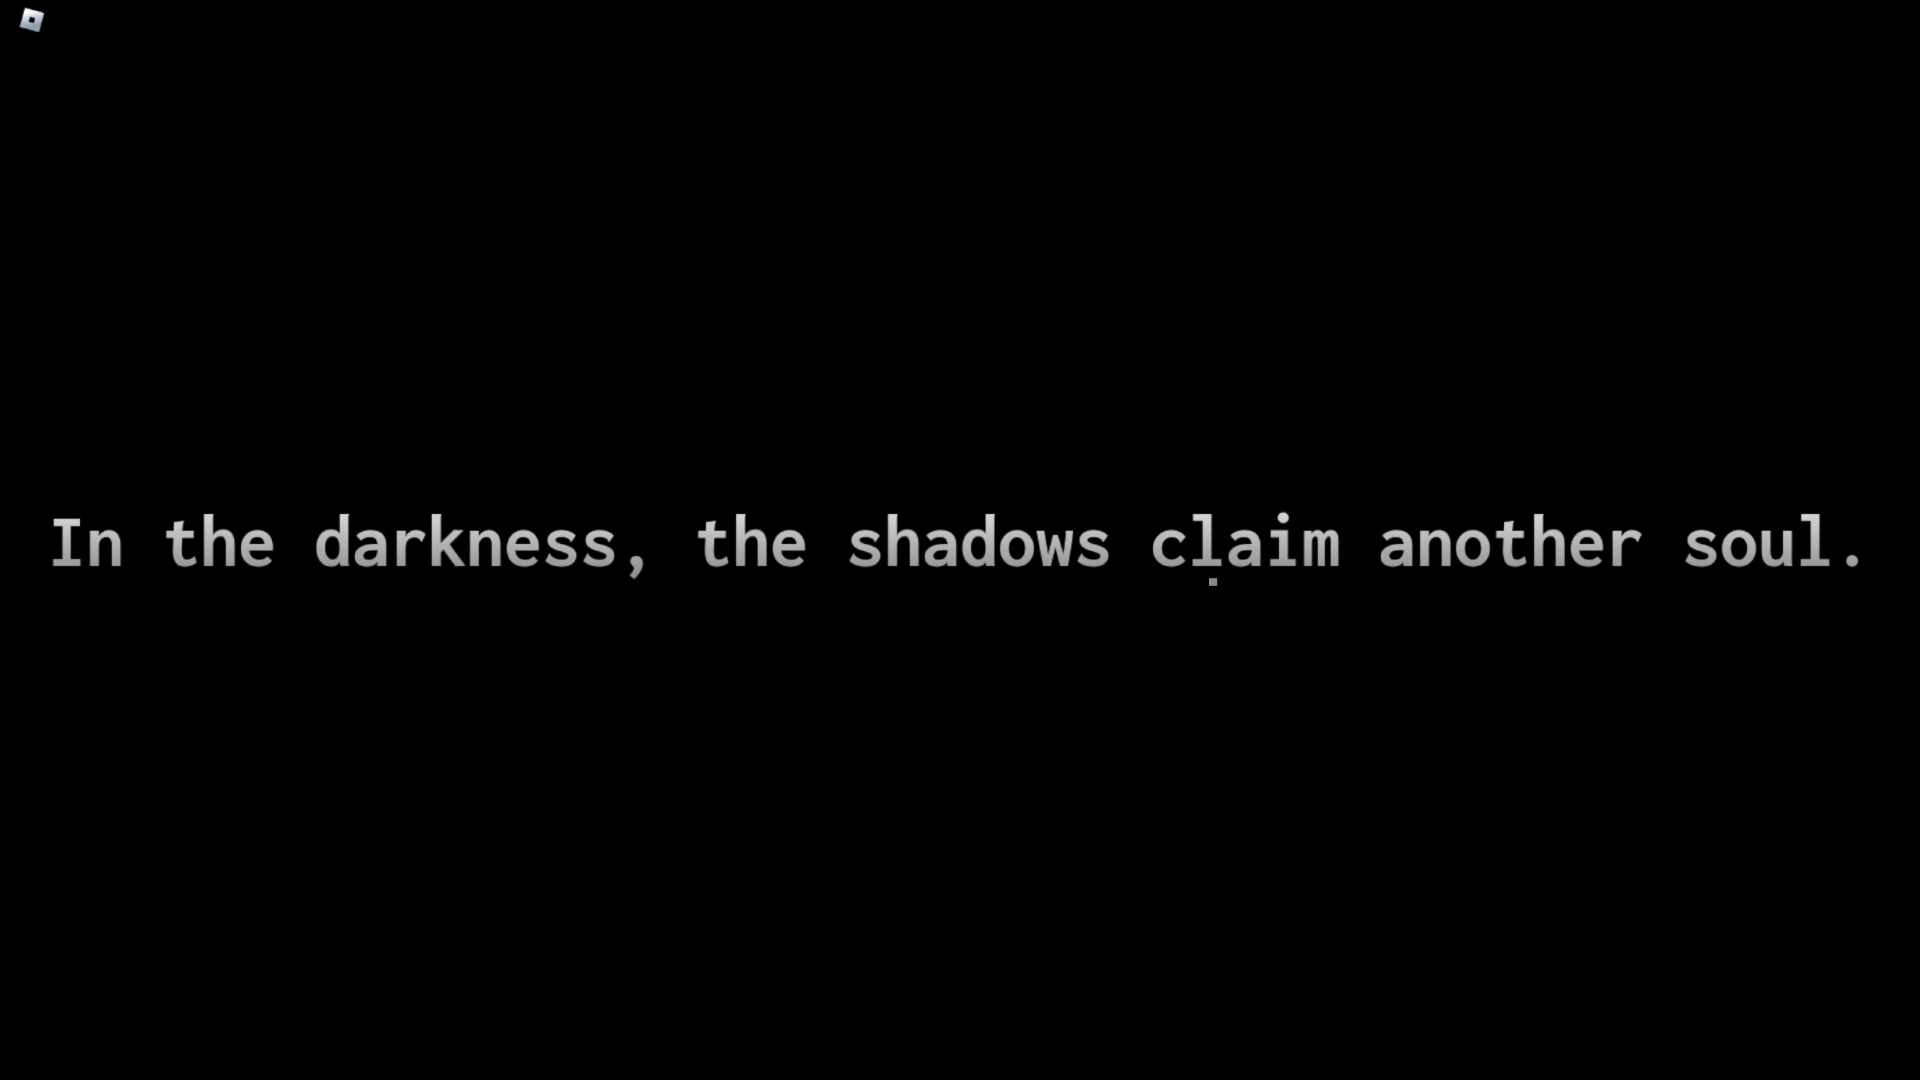 In the darkness, the shadows claim another soul.